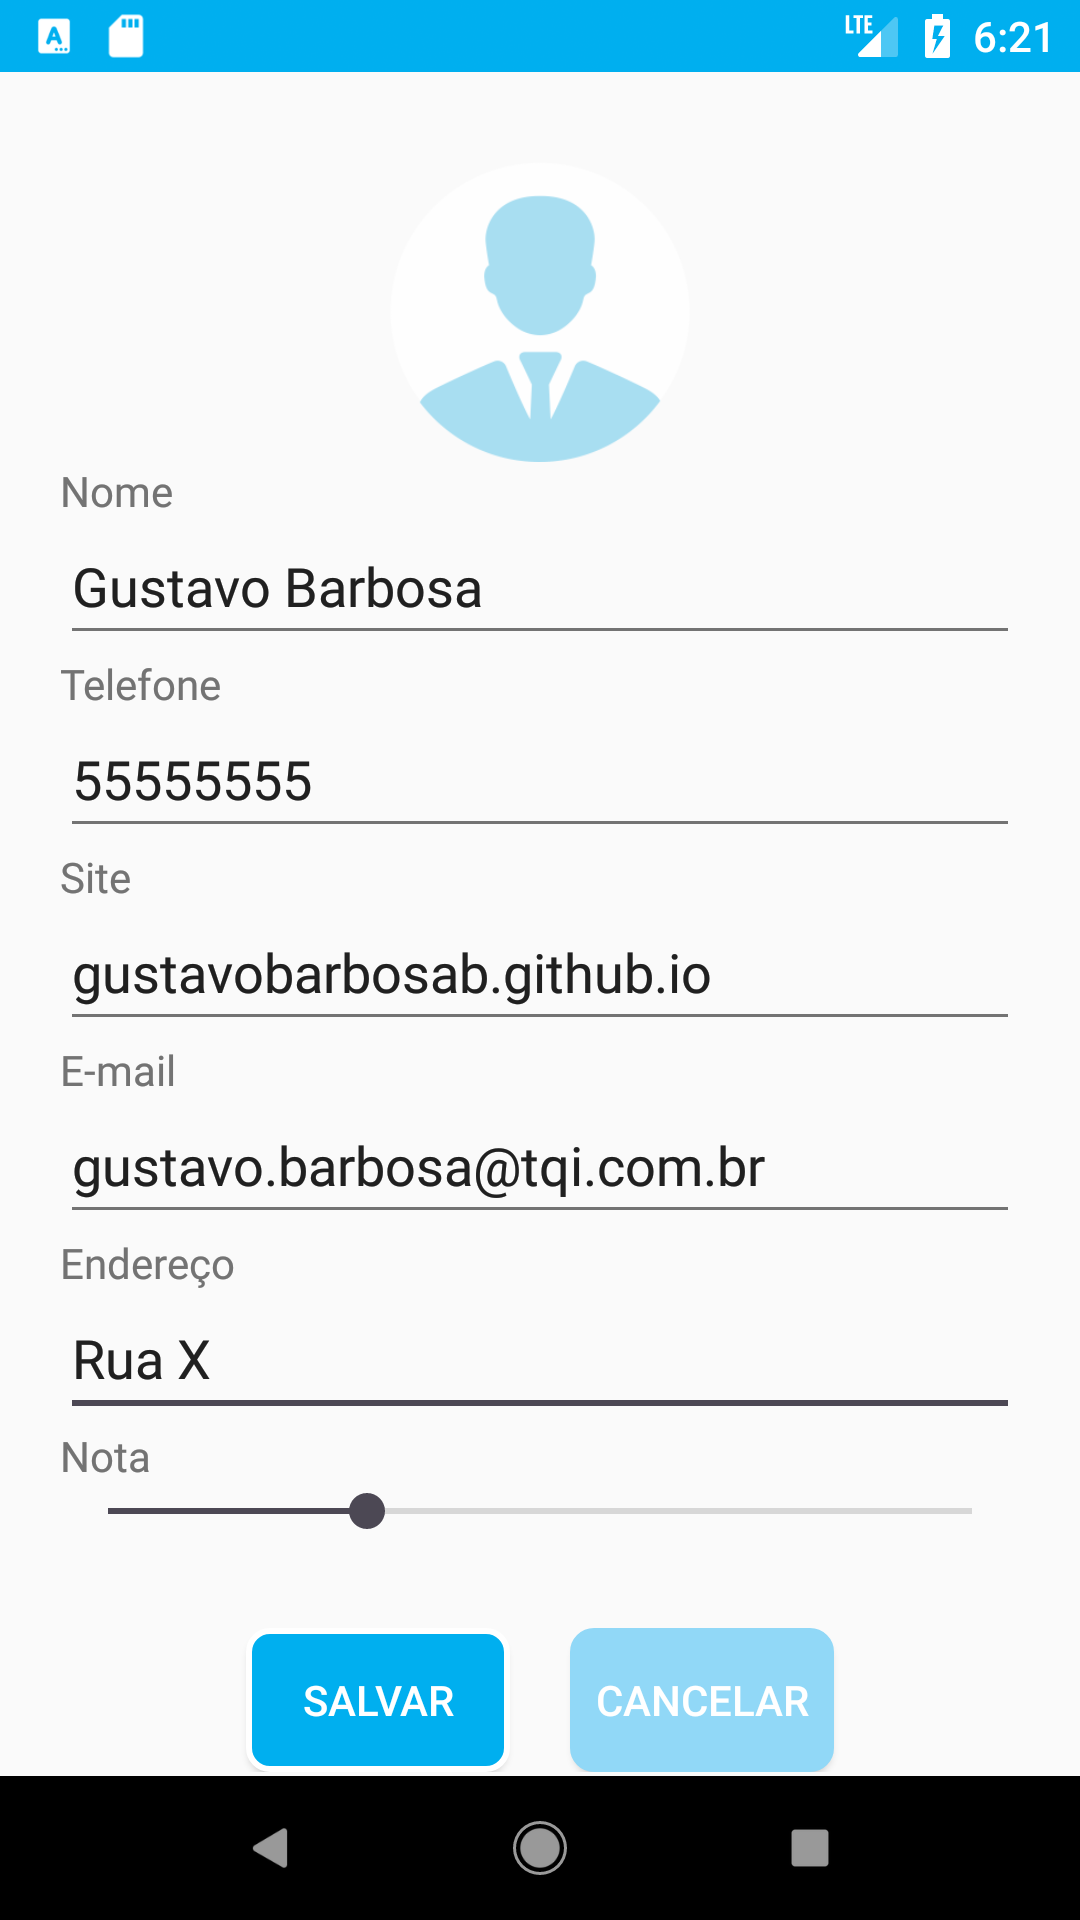 A
LTE
6:21
Nome
Gustavo Barbosa
Telefone
55555555
Site
gustavobarbosab.github.io
E-mail
gustavo.barbosa@tqi.com.br
Endereço
Rua X
Nota
SALVAR
CANCELAR